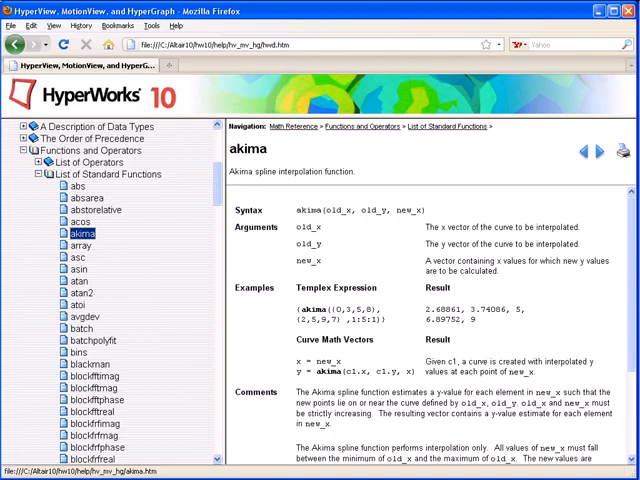 HyperView, MotionView, and HyperGraph - Mozilla Firefox
File Edit View History Bookmarks Tools Help
file:///C:/Altair10/hw10/help/hv_mv_hg/hwd.htm
HyperView, MotionView, and HyperG...
HyperWorks 10
A Description of Data Types
The Order of Precedence
Functions and Operators
List of Operators
List of Standard Functions
abs
absarea
abstorelative
acos
akima
array
asc
asin
atan
atan2
atoi
avgdev
batch
batchpolyfit
bins
blackman
blockfftimag
blockfftmag
blockfftphase
blockfftreal
blockfrfimag
blockfrfmag
blockfrfphase
blockfrfreal
Navigation: Math Reference > Functions and Operators > List of Standard Functions >
akima
Akima spline interpolation function.
Syntax akima(old_x, old_y, new_x)
Arguments old_x The x vector of the curve to be interpolated.
old_y The y vector of the curve to be interpolated.
new_x A vector containing x values for which new y values
are to be calculated.
Examples Templex Expression Result
{akima({0,3,5,8}, 2.68861, 3.74086, 5,
{2,5,9,7} ,1:5:1)} 6.89752, 9
Curve Math Vectors Result
x = new_x Given c1, a curve is created with interpolated y
y = akima(c1.x, c1.y, x) values at each point of new_x.
Comments The Akima spline function estimates a y-value for each element in new_x such that the
new points lie on or near the curve defined by old_x, old_y old_x and new_x must
be strictly increasing. The resulting vector contains a y-value estimate for each element
in new_x.
The Akima spline function performs interpolation only. All values of new_x must fall
between the minimum of old_x and the maximum of old_x. The new values are
file:///C:/Altair10/hw10/help/hv_mv_hg/akima.htm